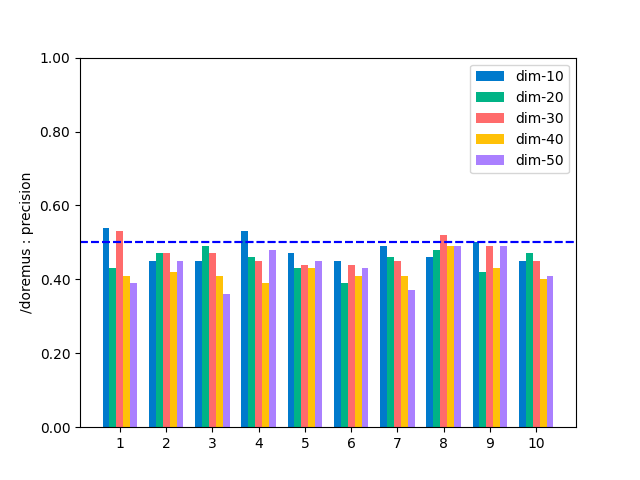 1.00
0.80
0.60
0.40
0.20
0.00
/doremus : precision
dim-10
dim-20
dim-30
dim-40
dim-50
1 2 3 4 5 6 7 8 9 10